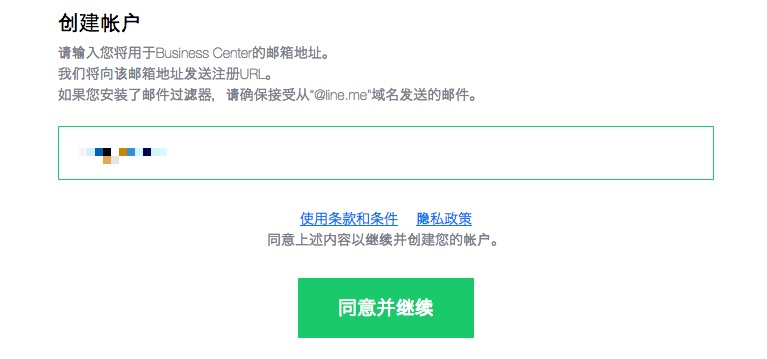 创建帐户
请输入您将用于Business Center的邮箱地址。
我们将向该邮箱地址发送注册URL。
如果您安装了邮件过滤器，请确保接受从“@line.me”域名发送的邮件。
使用条款和条件 隐私政策
同意上述内容以继续并创建您的帐户。
同意并继续